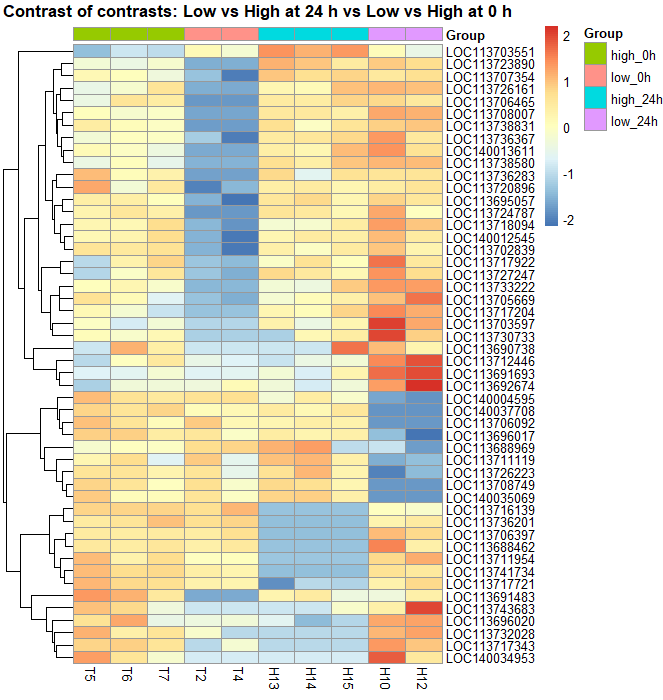 Contrast of contrasts: Low vs High at 24 h vs Low vs High at 0 h
Group
LOC113703551
LOC113723890
LOC113707354
LOC113726161
LOC113706465
LOC113708007
LOC113738831
LOC113736367
LOC140013611
LOC113738580
LOC113736283
LOC113720896
LOC113695057
LOC113724787
LOC113718094
LOC140012545
LOC113702839
LOC113717922
LOC113727247
LOC113733222
LOC113705669
LOC113717204
LOC113703597
LOC113730733
LOC113690738
LOC113712446
LOC113691693
LOC113692674
LOC140004595
LOC140037708
LOC113706092
LOC113696017
LOC113688969
LOC113711119
LOC113726223
LOC113708749
LOC140035069
LOC113716139
LOC113736201
LOC113706397
LOC113688462
LOC113711954
LOC113741734
LOC113717721
LOC113691483
LOC113743683
LOC113696020
LOC113732028
LOC113717343
LOC140034953
T5 T6 T7 T2 T4 H13 H14 H15 H10 H12
2
1
0
-1
-2
Group
high_0h
low_0h
high_24h
low_24h